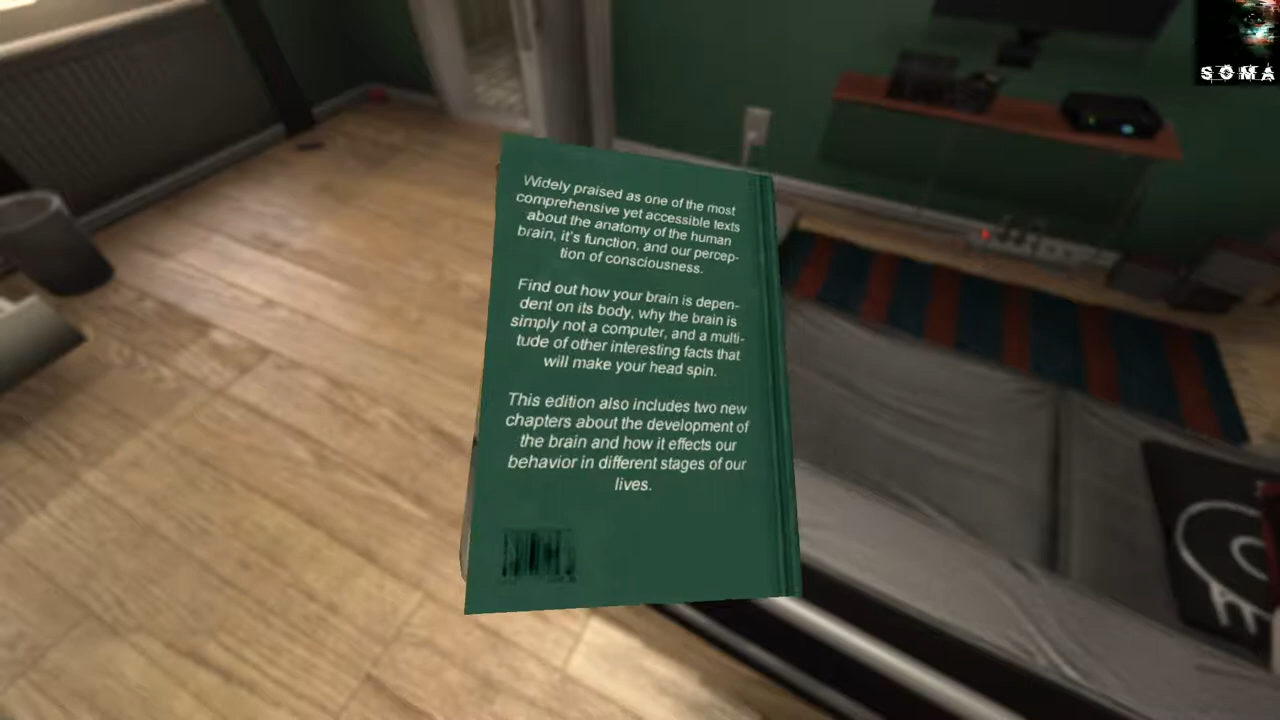 SOMA
Widely praised as one of the most
comprehensive yet accessible texts
about the anatomy of the human
brain, it's function, and our percep-
tion of consciousness.
Find out how your brain is depen-
dent on its body, why the brain is
simply not a computer, and a multi-
tude of other interesting facts that
will make your head spin.
This edition also includes two new
chapters about the development of
the brain and how it effects our
behavior in different stages of our
lives.